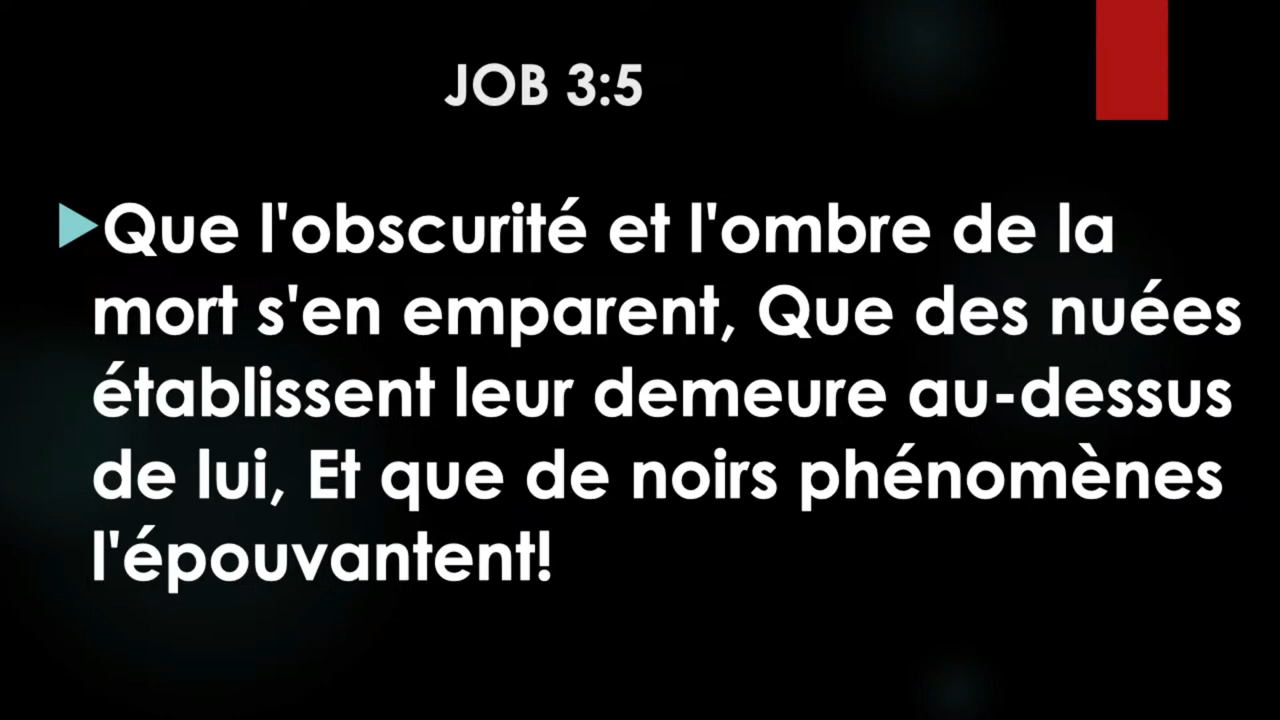 JOB 3:5
Que l'obscurité et l'ombre de la
mort s'en emparent, Que des nuées
établissent leur demeure au-dessus
de lui, Et que de noirs phénomènes
l'épouvantent!